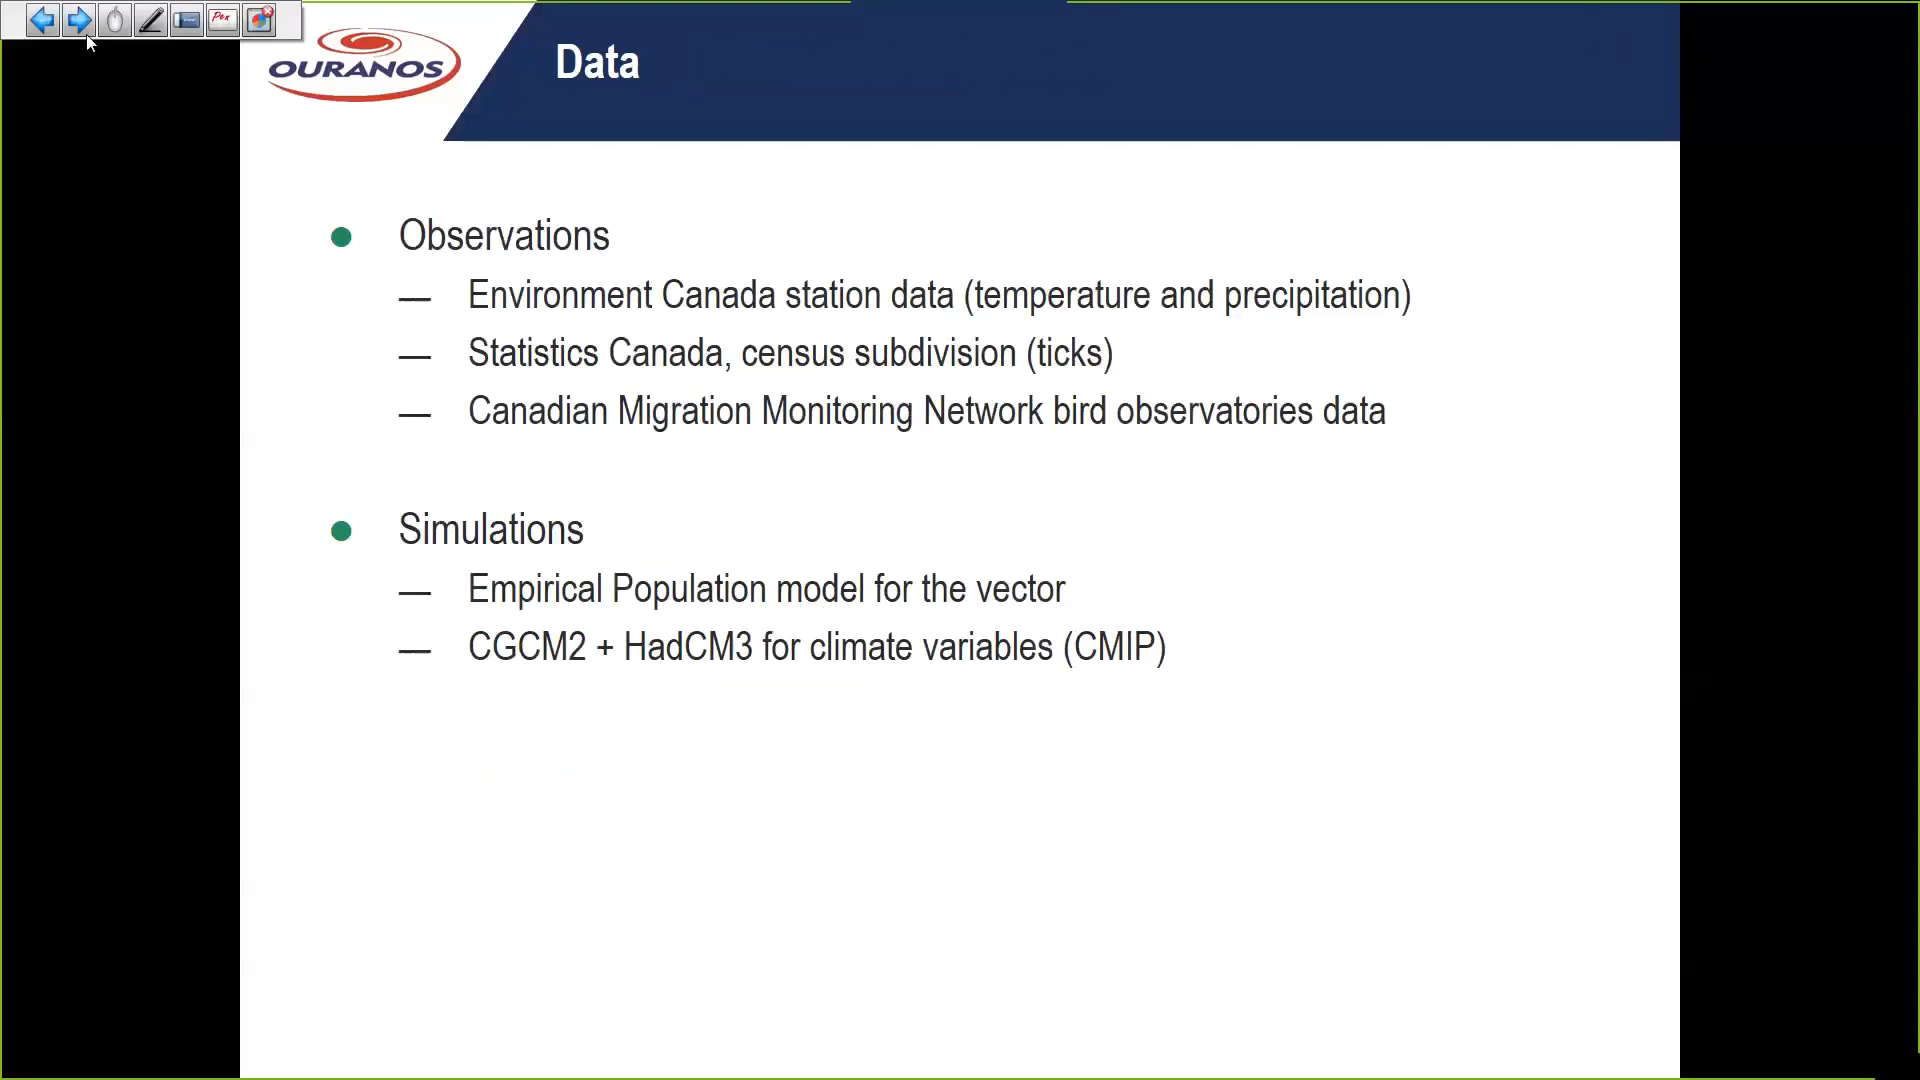 Pen
OURANOS
Data
Observations
— Environment Canada station data (temperature and precipitation)
— Statistics Canada, census subdivision (ticks)
— Canadian Migration Monitoring Network bird observatories data
Simulations
— Empirical Population model for the vector
— CGCM2 + HadCM3 for climate variables (CMIP)